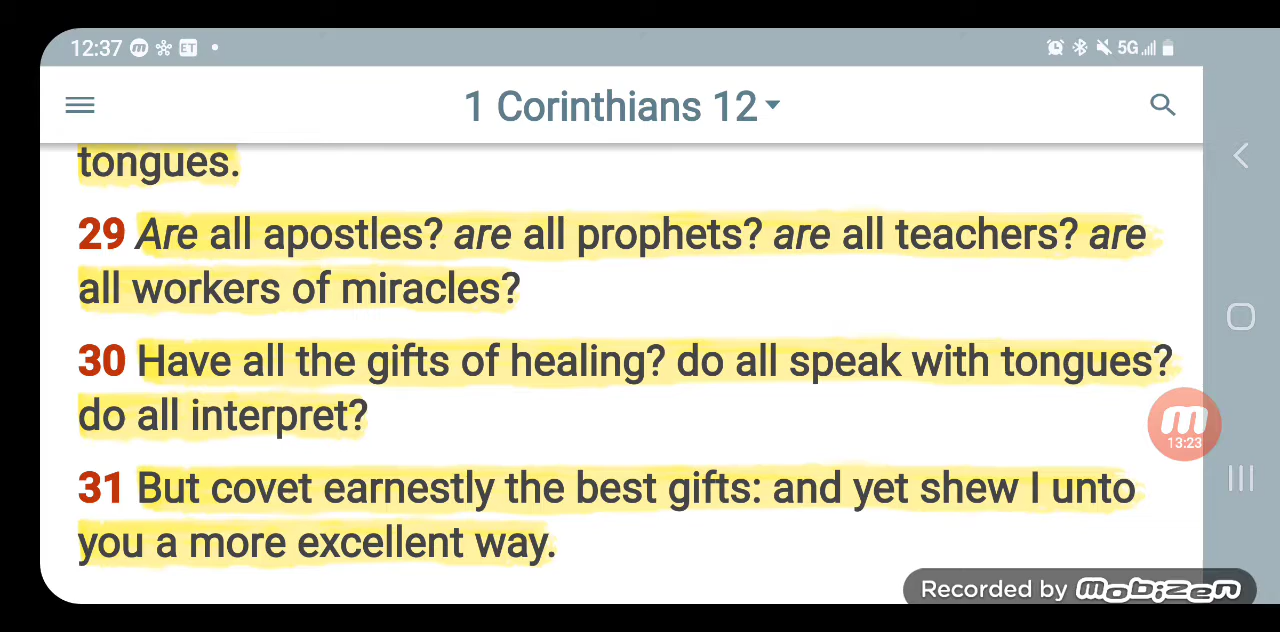 12:37 m ET 5G
1 Corinthians 12
tongues.
29 Are all apostles? are all prophets? are all teachers? are
all workers of miracles?
30 Have all the gifts of healing? do all speak with tongues?
do all interpret?
31 But covet earnestly the best gifts: and yet shew I unto
you a more excellent way.
m
13:23
Recorded by mobizen